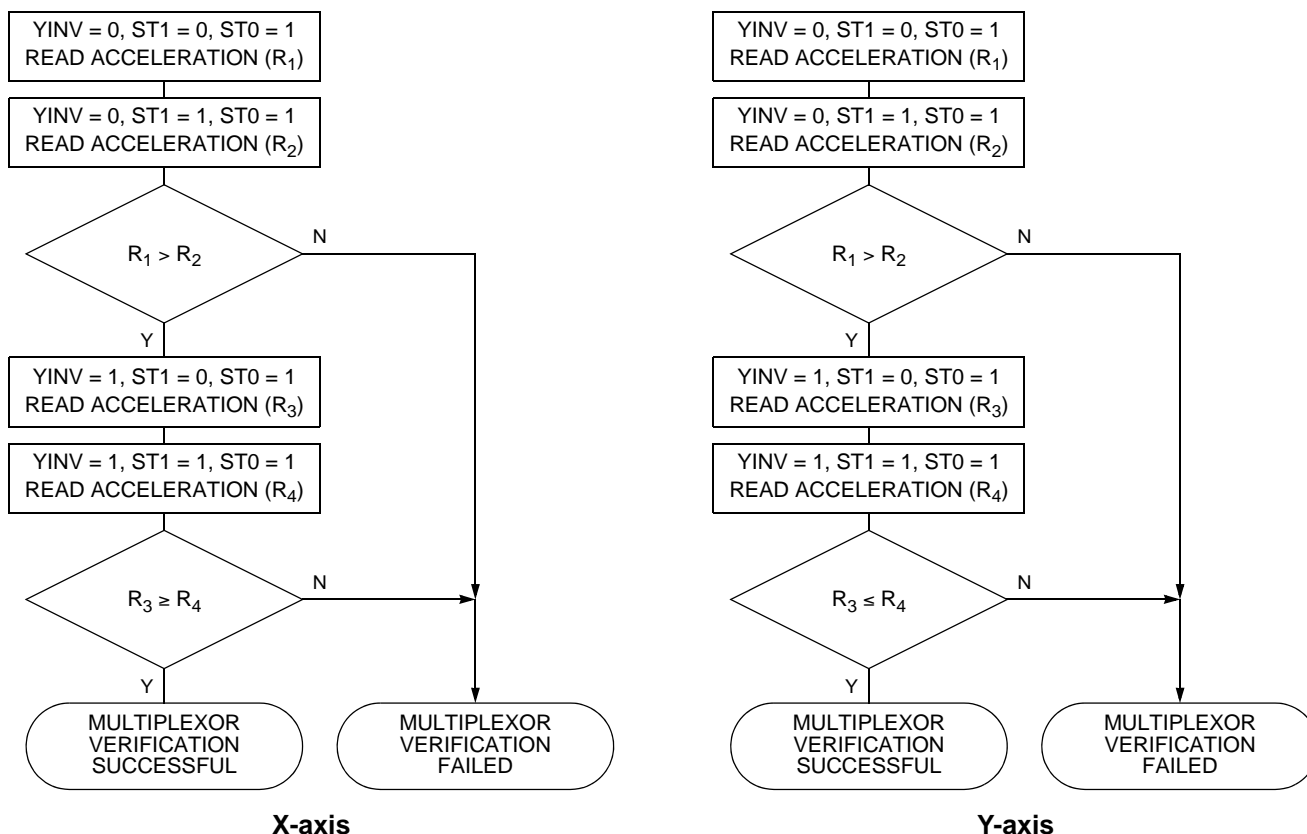 YINV = 0, ST1 = 0, ST0 = 1
READ ACCELERATION (R1)
YINV = 0, ST1 = 1, ST0 = 1
READ ACCELERATION (R2)
R1 > R2
N
Y
YINV = 1, ST1 = 0, ST0 = 1
READ ACCELERATION (R3)
YINV = 1, ST1 = 1, ST0 = 1
READ ACCELERATION (R4)
R3 ≥ R4
N
Y
MULTIPLEXOR
VERIFICATION
SUCCESSFUL
MULTIPLEXOR
VERIFICATION
FAILED
X-axis
YINV = 0, ST1 = 0, ST0 = 1
READ ACCELERATION (R1)
YINV = 0, ST1 = 1, ST0 = 1
READ ACCELERATION (R2)
R1 > R2
N
Y
YINV = 1, ST1 = 0, ST0 = 1
READ ACCELERATION (R3)
YINV = 1, ST1 = 1, ST0 = 1
READ ACCELERATION (R4)
R3 ≤ R4
N
Y
MULTIPLEXOR
VERIFICATION
SUCCESSFUL
MULTIPLEXOR
VERIFICATION
FAILED
Y-axis